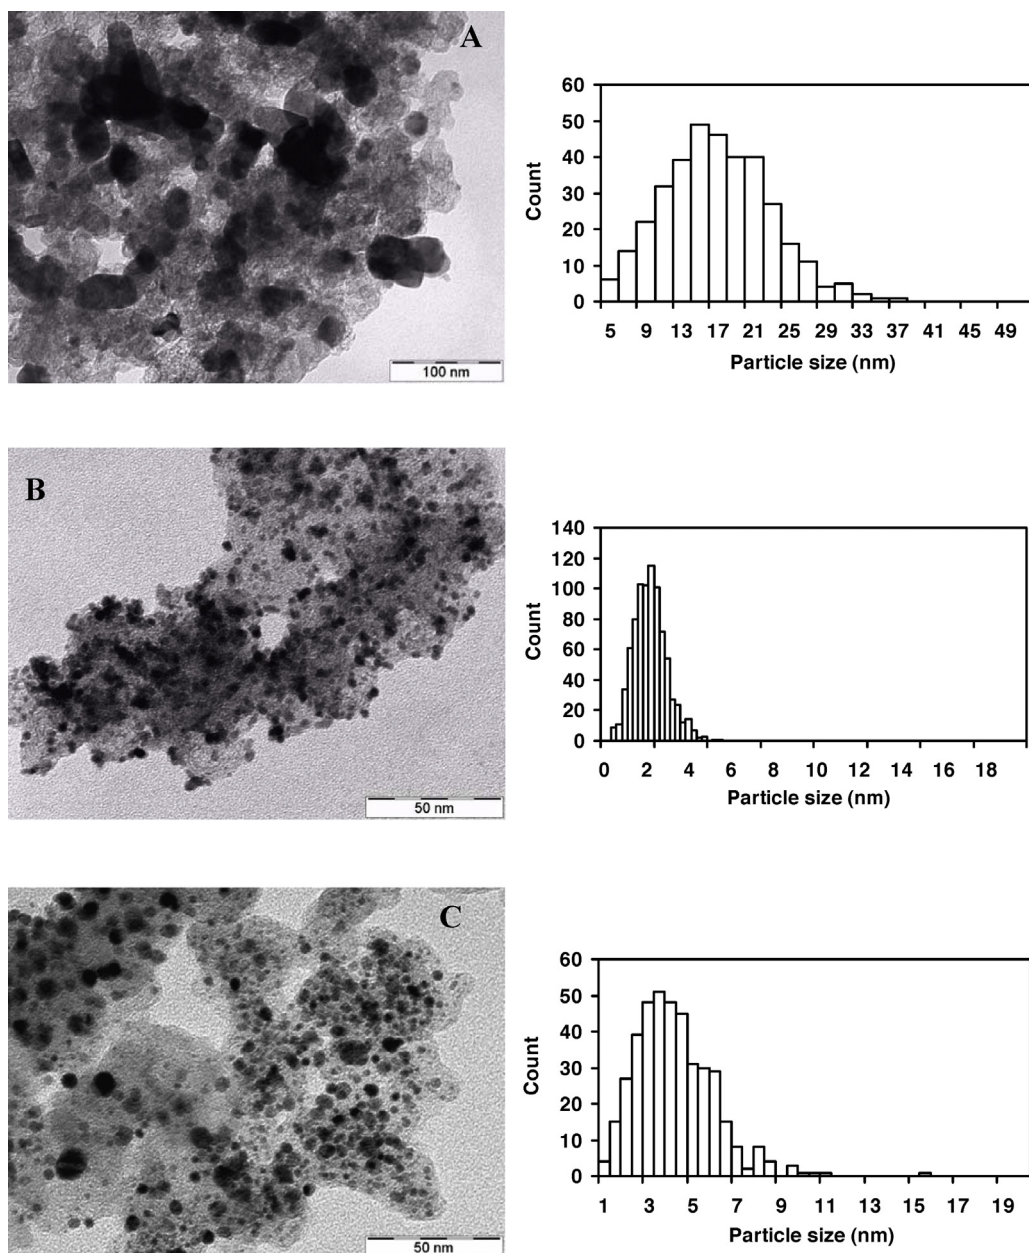 A
100 nm
60
50
40
30
20
10
0
Count
5 9 13 17 21 25 29 33 37 41 45 49
Particle size (nm)
B
50 nm
140
120
100
80
60
40
20
0
Count
0 2 4 6 8 10 12 14 16 18
Particle size (nm)
C
50 nm
60
50
40
30
20
10
0
Count
1 3 5 7 9 11 13 15 17 19
Particle size (nm)